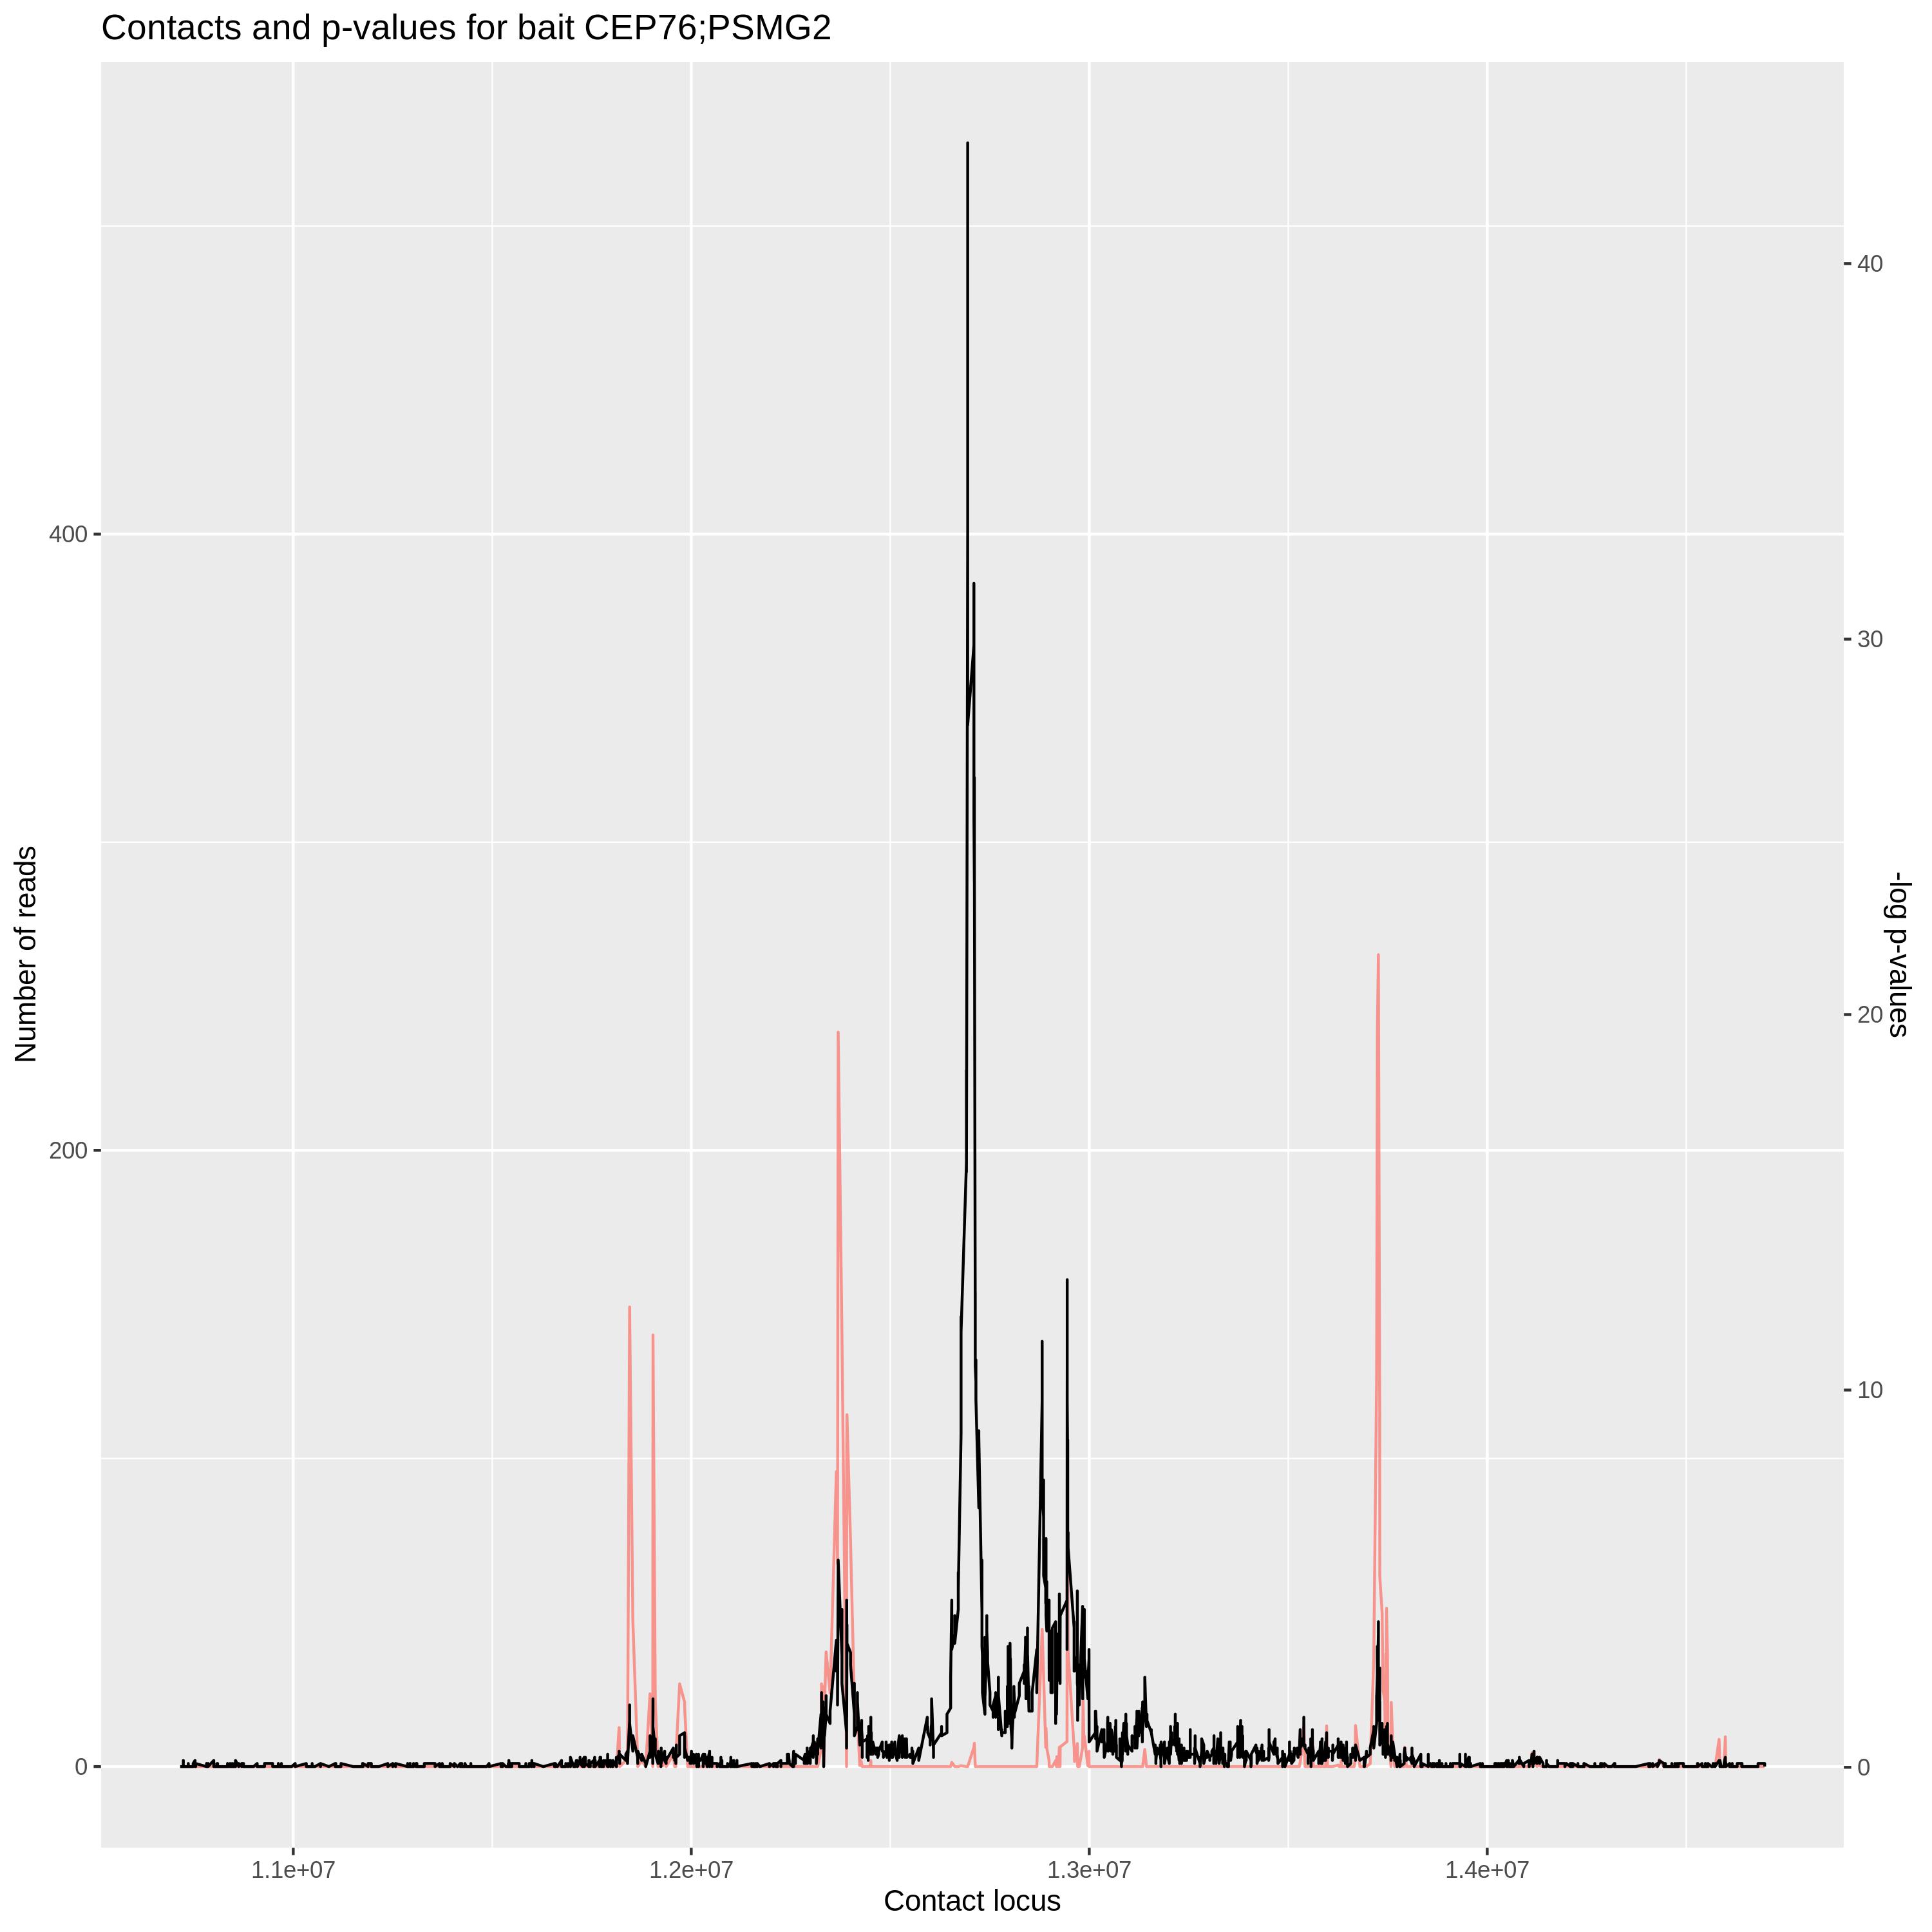 Contacts and p-values for bait CEP76;PSMG2
Number of reads
400
200
0
40
30
20
10
0
-log p-values
1.1e+07 1.2e+07 1.3e+07 1.4e+07
Contact locus